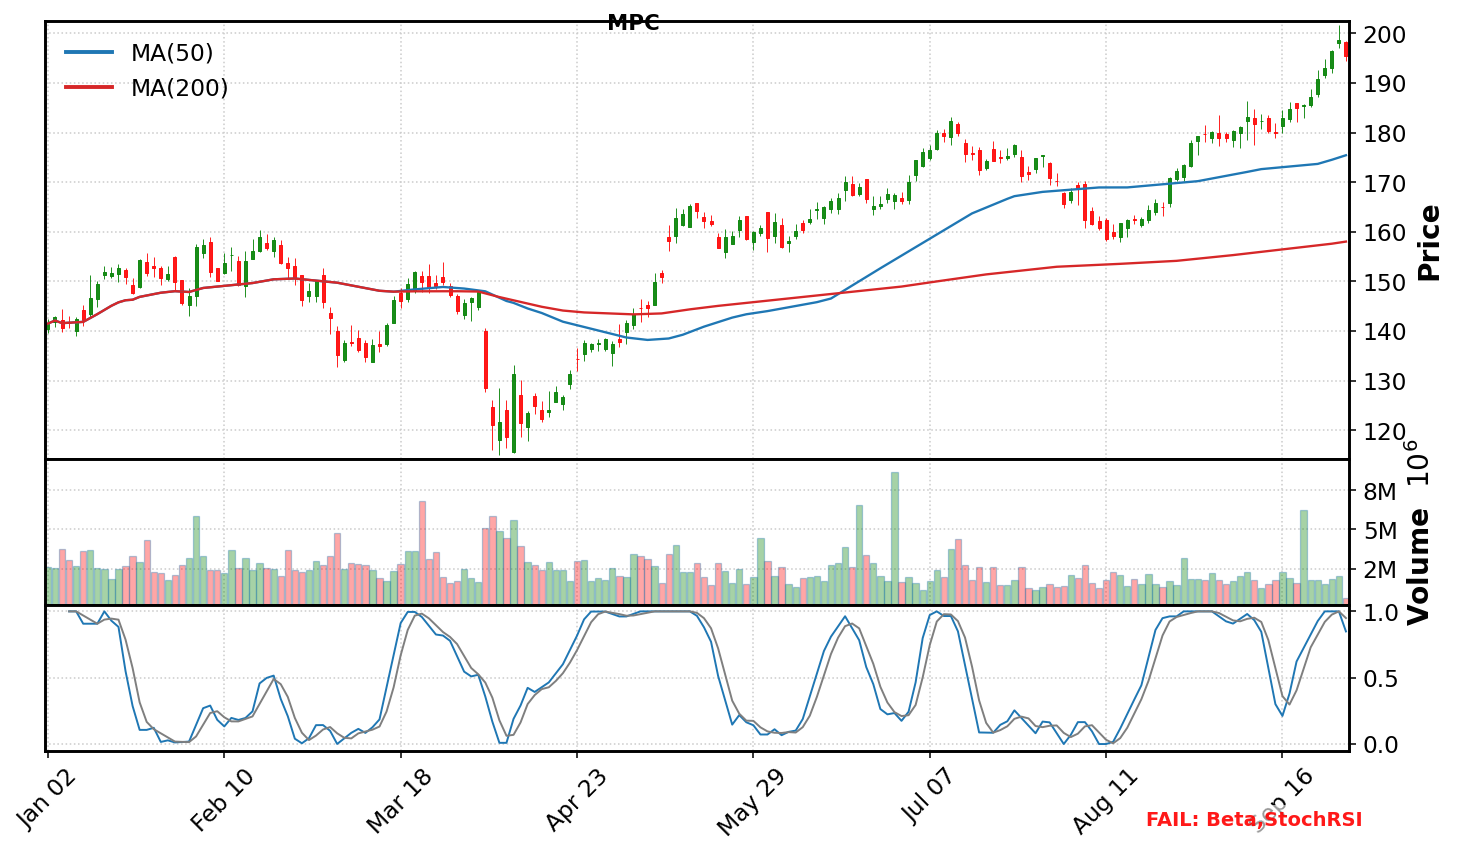 MPC
MA(50)
MA(200)
200
190
180
170
160
150
140
130
120
Price
8M
5M
2M
Volume 10^6
1.0
0.5
0.0
Jan 02
Feb 10
Mar 18
Apr 23
May 29
Jul 07
Aug 11
Sep 16
FAIL: Beta,StochRSI